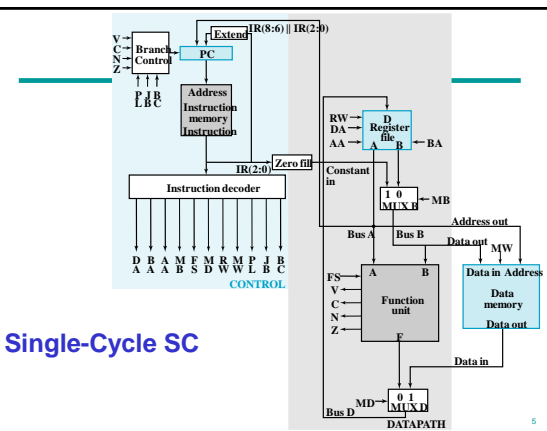 IR(8:6) || IR(2:0)
Extend
V
C
N
Z
Branch Control
PC
P L
J B
B C
Address
Instruction memory
Instruction
RW
DA
AA
D
Register file
A B
BA
IR(2:0)
Zero fill
Constant in
Instruction decoder
1 0
MUX B
MB
Address out
Bus A
Bus B
Data out
MW
D A
B A
A A
M B
F S
M D
R W
M W
P L
J B
B C
CONTROL
FS
V
C
N
Z
A B
Function unit
F
Data in Address
Data memory
Data out
Single-Cycle SC
Data in
MD
0 1
MUX D
Bus D
DATAPATH
5